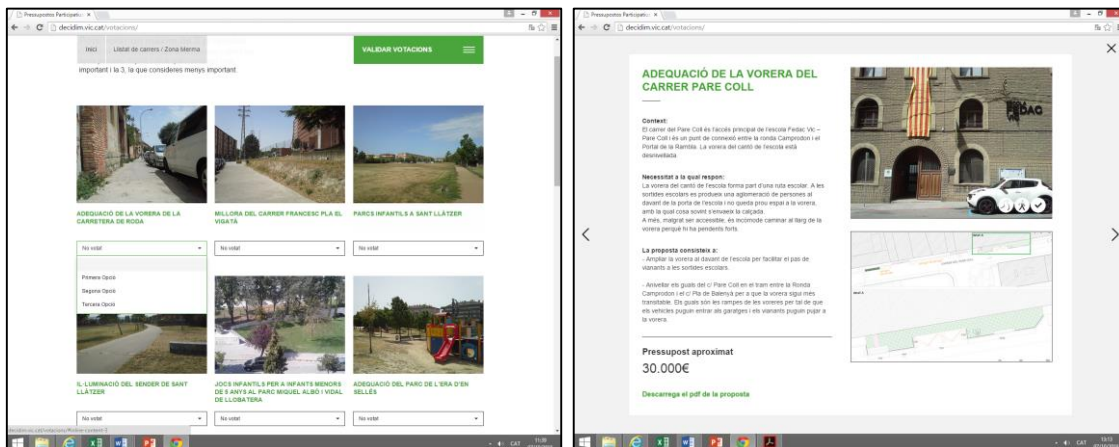 Pressupostos Participatiu
decidim.vic.cat/votacions/
Inici
Llistat de carrers / Zona Merma
VALIDAR VOTACIONS
important i la 3, la que consideres menys important.
ADEQUACIÓ DE LA VORERA DE LA
CARRETERA DE RODA
MILLORA DEL CARRER FRANCESC PLA EL
VIGATÀ
PARCS INFANTILS A SANT LLÀTZER
No votat
No votat
No votat
Primera Opció
Segona Opció
Tercera Opció
IL·LUMINACIÓ DEL SENDER DE SANT
LLÀTZER
JOCS INFANTILS PER A INFANTS MENORS
DE 5 ANYS AL PARC MIQUEL ALBÓ I VIDAL
DE LLOBATERA
ADEQUACIÓ DEL PARC DE L'ERA D'EN
SELLÉS
No votat
No votat
No votat
CAT
11:39
Pressupostos Participatiu
decidim.vic.cat/votacions/
ADEQUACIÓ DE LA VORERA DEL
CARRER PARE COLL
Context:
El carrer del Pare Coll és l'accés principal de l'escola Fedac Vic –
Pare Coll i és un punt de connexió entre la ronda Camprodon i el
Portal de la Rambla. La vorera del cantó de l'escola està
desnivellada
Necessitat a la qual respon:
La vorera del cantó de l'escola forma part d'una ruta escolar. A les
sortides escolars es produeix una aglomeració de persones al
davant de la porta de l'escola i no queda prou espai a la vorera,
amb la qual cosa sovint s'envaeix la calçada.
A més, malgrat ser accessible, és incòmode caminar al llarg de la
vorera perquè hi ha pendents forts.
La proposta consisteix a:
- Ampliar la vorera al davant de l'escola per facilitar el pas de
vianants a les sortides escolars.
- Anivellar els guals del c/ Pare Coll en el tram entre la Ronda
Camprodon i el c/ Pla de Balenyà per a que la vorera sigui més
transitable. Els guals són les rampes de les voreres per tal de que
els vehicles puguin entrar als garatges i els vianants puguin pujar a
la vorera.
Pressupost aproximat
30.000€
Descarrega el pdf de la proposta
FEDAC
CAT